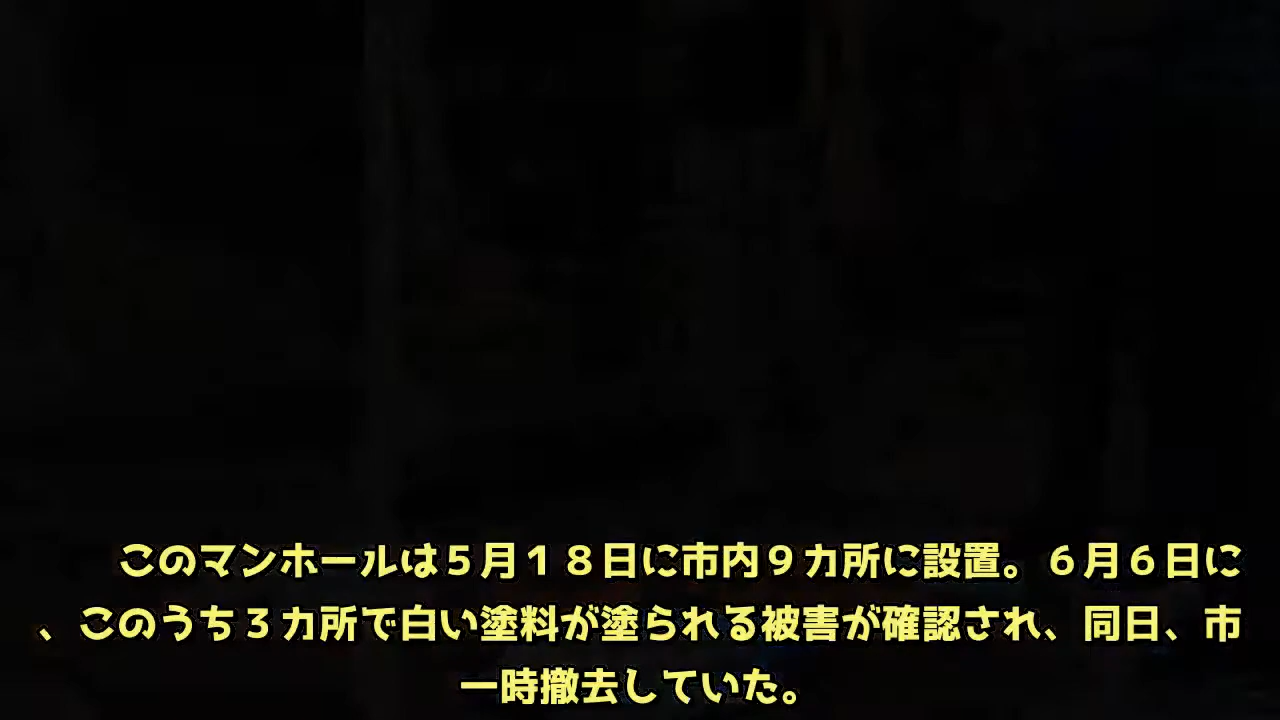 このマンホールは５月１８日に市内９カ所に設置。６月６日に
、このうち３カ所で白い塗料が塗られる被害が確認され、同日、市
一時撤去していた。